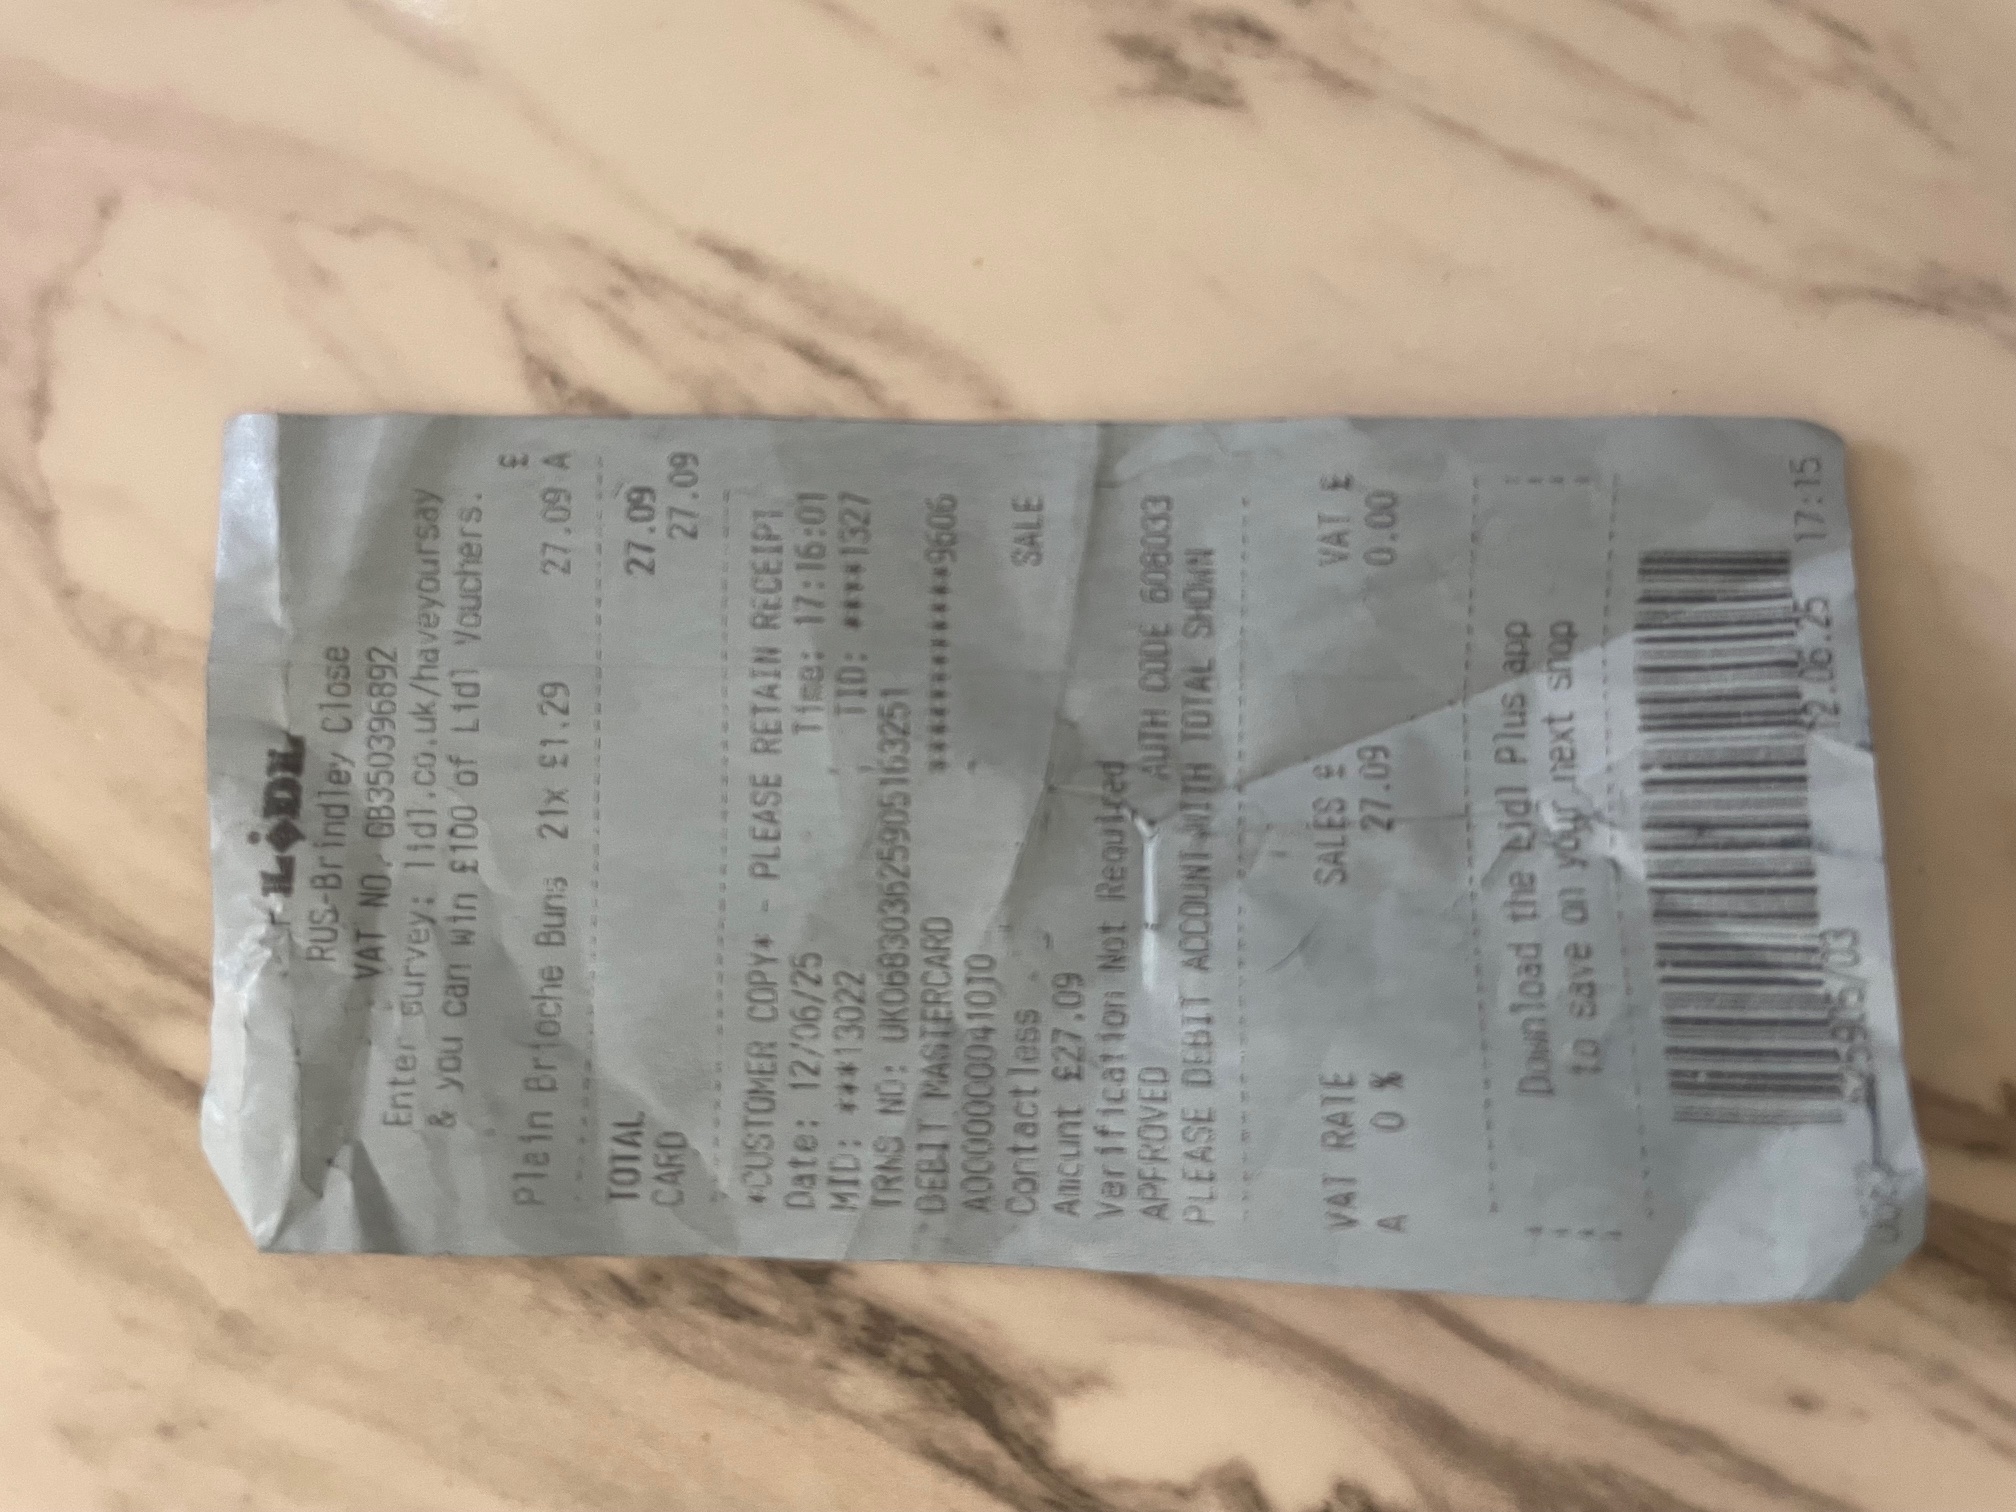 LIDL
RUS-Brindley Close
VAT NO. GB350396892
Enter survey: lidl.co.uk/haveyoursay
& you can win £100 of Lidl Vouchers.
£
Plain Brioche Buns 21x £1.29 27.09 A
TOTAL 27.09
CARD 27.09
*CUSTOMER COPY* - PLEASE RETAIN RECEIPT
Date: 12/06/25 Time: 17:16:01
MID: ***13022 TID: ****1327
TRNS NO: UK068303625905163251
DEBIT MASTERCARD ************9606
A0000000041010
Contactless SALE
Amount £27.09
Verification Not Required
APPROVED AUTH CODE 608033
PLEASE DEBIT ACCOUNT WITH TOTAL SHOWN
VAT RATE SALES £ VAT £
A 0 % 27.09 0.00
Download the Lidl Plus app
to save on your next shop
625905/03 12.06.25 17:15